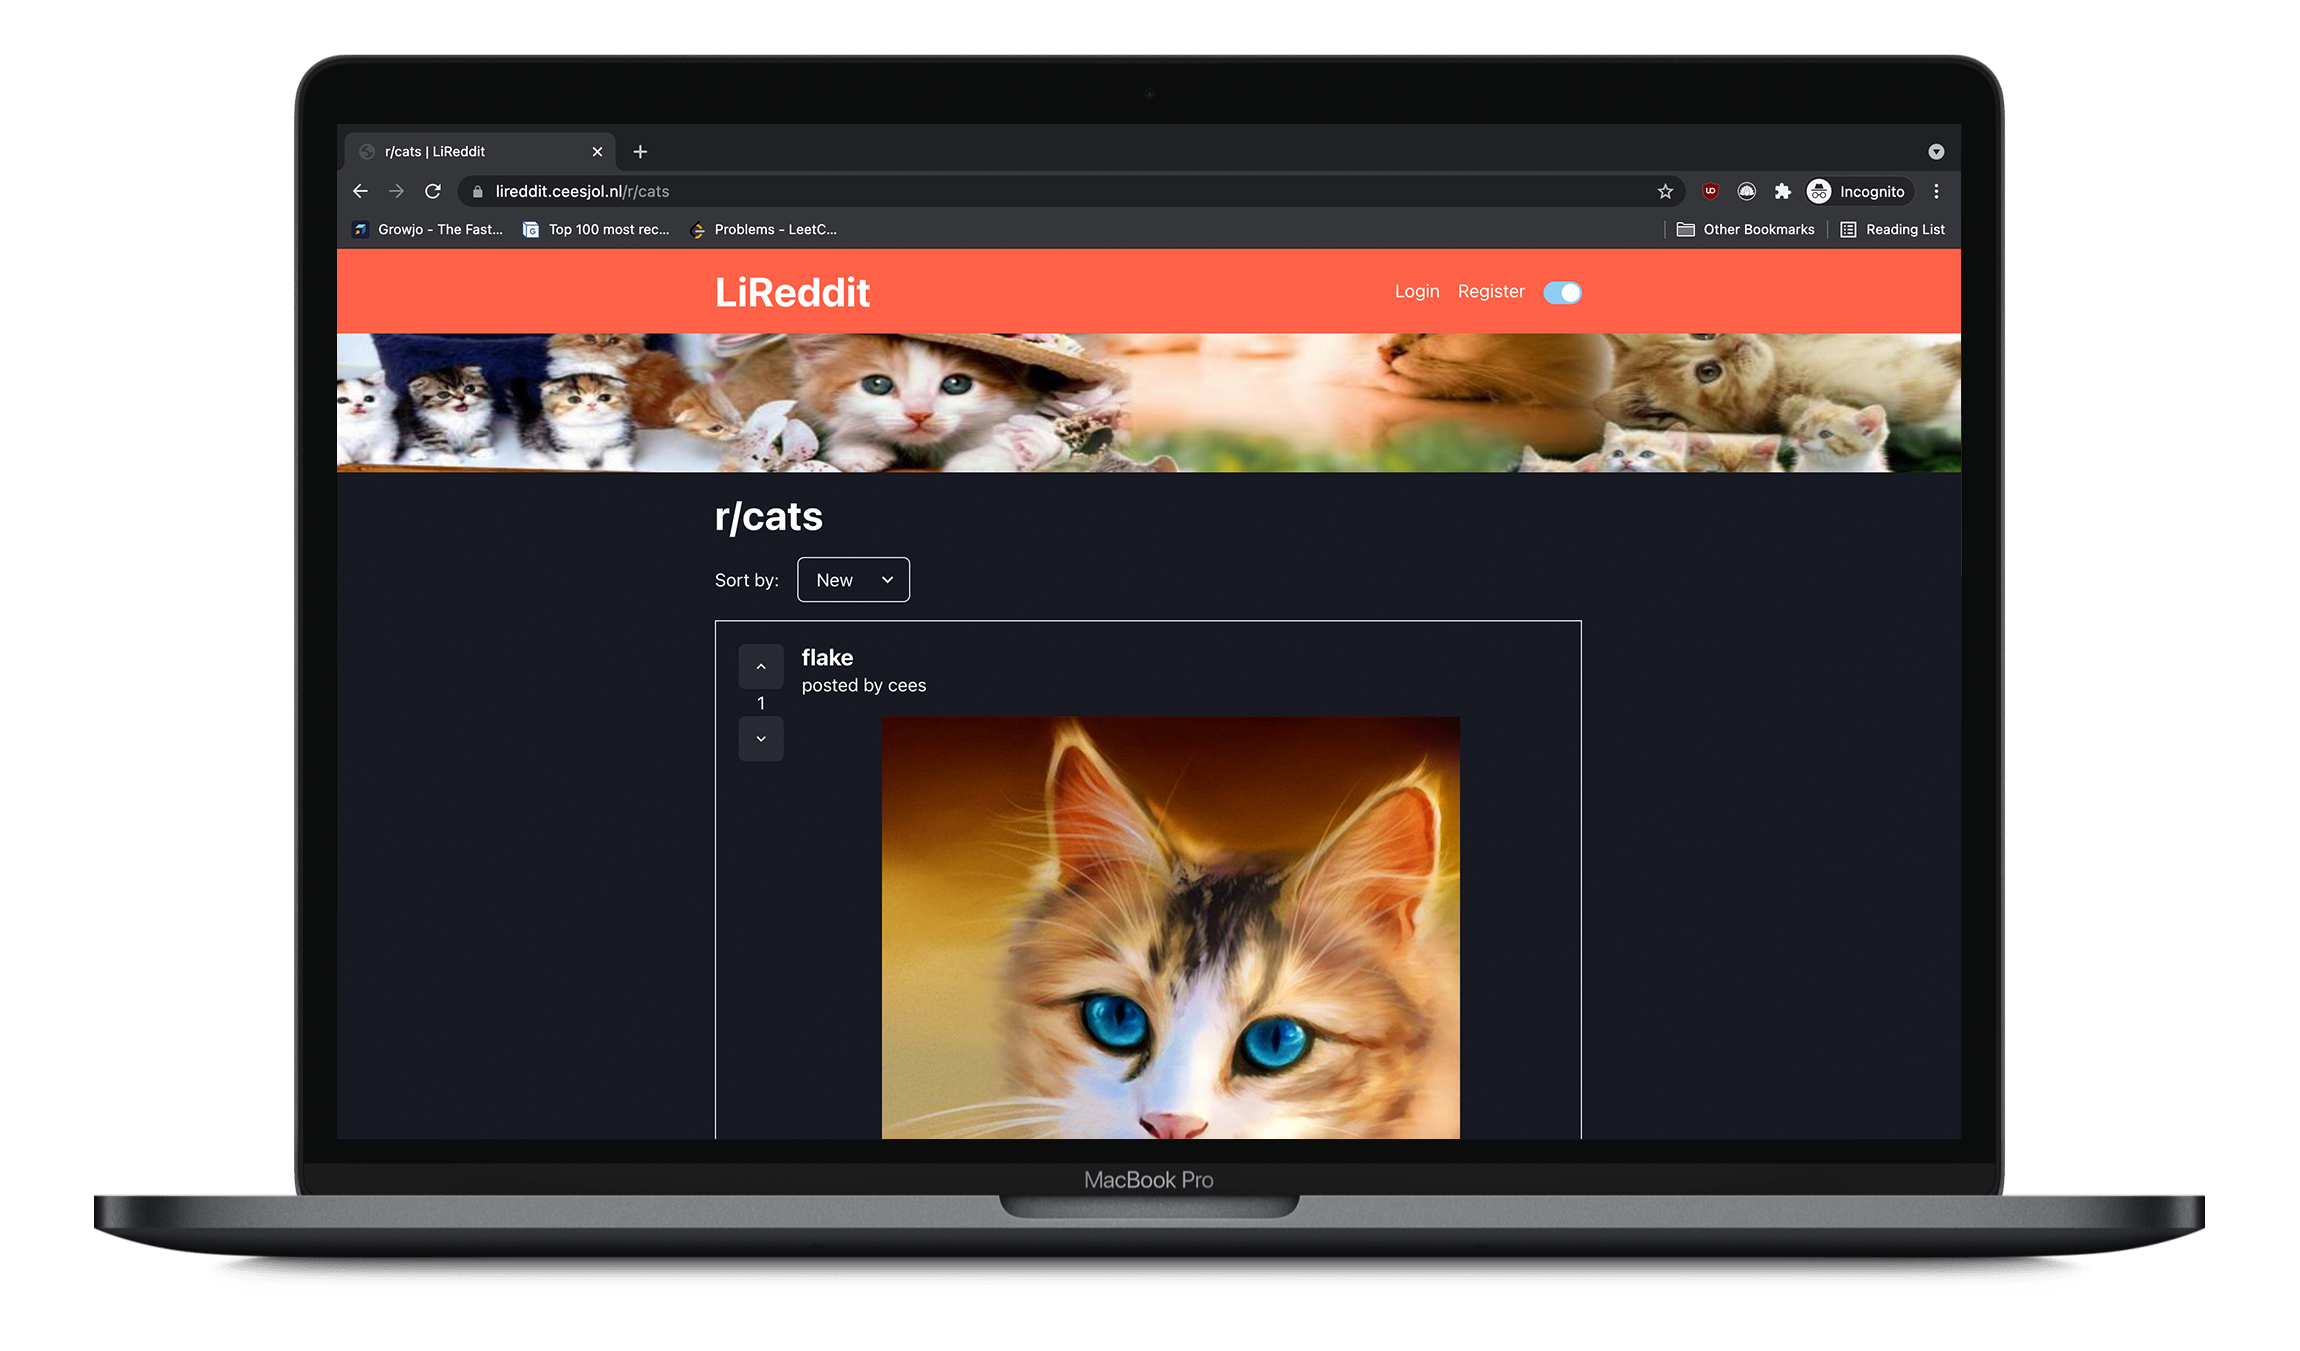 r/cats | LiReddit
lireddit.ceesjol.nl/r/cats
Incognito
Growjo - The Fast... Top 100 most rec... Problems - LeetC... Other Bookmarks Reading List
LiReddit Login Register
r/cats
Sort by: New
flake
posted by cees
1
MacBook Pro